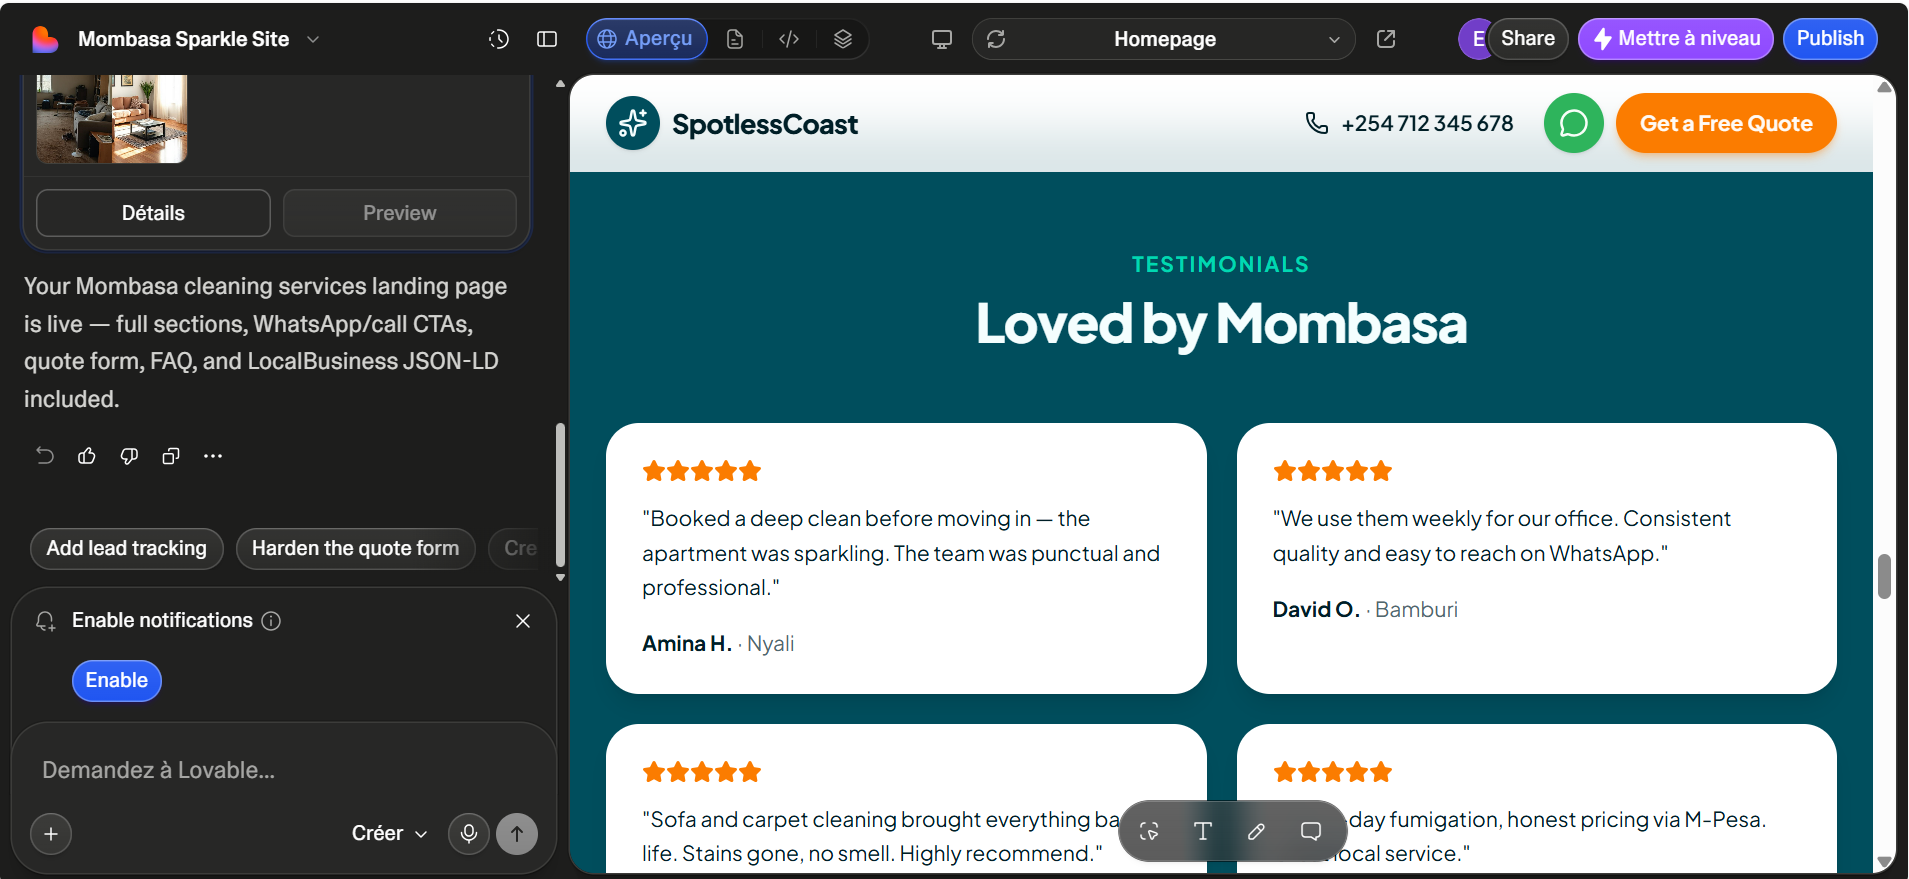 Mombasa Sparkle Site
Aperçu
Homepage
E
Share
Mettre à niveau
Publish
Détails
Preview
Your Mombasa cleaning services landing page
is live — full sections, WhatsApp/call CTAs,
quote form, FAQ, and LocalBusiness JSON-LD
included.
Add lead tracking
Harden the quote form
Cre
Enable notifications
Enable
Demandez à Lovable...
Créer
SpotlessCoast
+254 712 345 678
Get a Free Quote
TESTIMONIALS
Loved by Mombasa
"Booked a deep clean before moving in — the
apartment was sparkling. The team was punctual and
professional."
Amina H. · Nyali
"We use them weekly for our office. Consistent
quality and easy to reach on WhatsApp."
David O. · Bamburi
"Sofa and carpet cleaning brought everything ba
life. Stains gone, no smell. Highly recommend."
-day fumigation, honest pricing via M-Pesa.
local service."